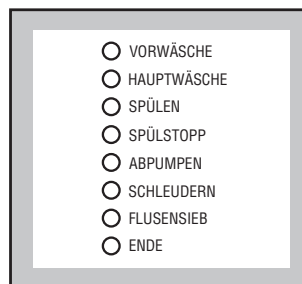 VORWÄSCHE
HAUPTWÄSCHE
SPÜLEN
SPÜLSTOPP
ABPUMPEN
SCHLEUDERN
FLUSENSIEB
ENDE